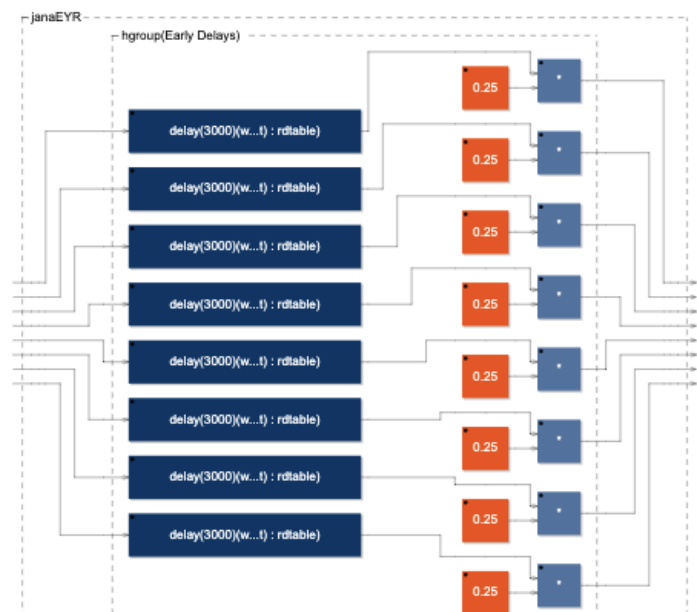 janaEYR
hgroup(Early Delays)
0.25
*
delay(3000)(w...t) : rdtable)
0.25
*
delay(3000)(w...t) : rdtable)
0.25
*
delay(3000)(w...t) : rdtable)
0.25
*
delay(3000)(w...t) : rdtable)
0.25
*
delay(3000)(w...t) : rdtable)
0.25
*
delay(3000)(w...t) : rdtable)
0.25
*
delay(3000)(w...t) : rdtable)
0.25
*
delay(3000)(w...t) : rdtable)